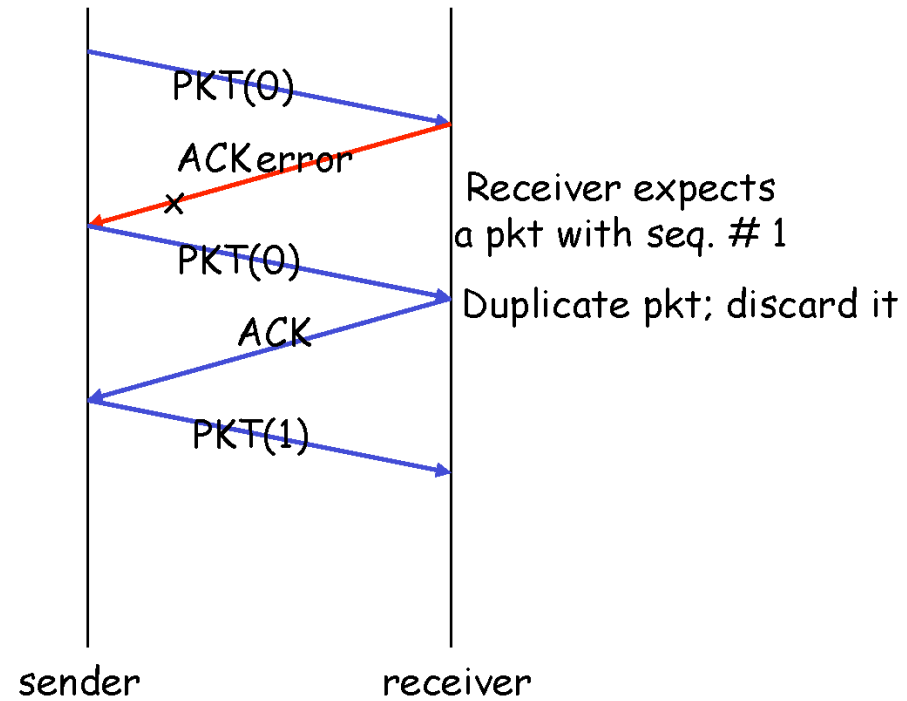 PKT(0)
ACKerror
x
Receiver expects
a pkt with seq. # 1
PKT(0)
Duplicate pkt; discard it
ACK
PKT(1)
sender
receiver